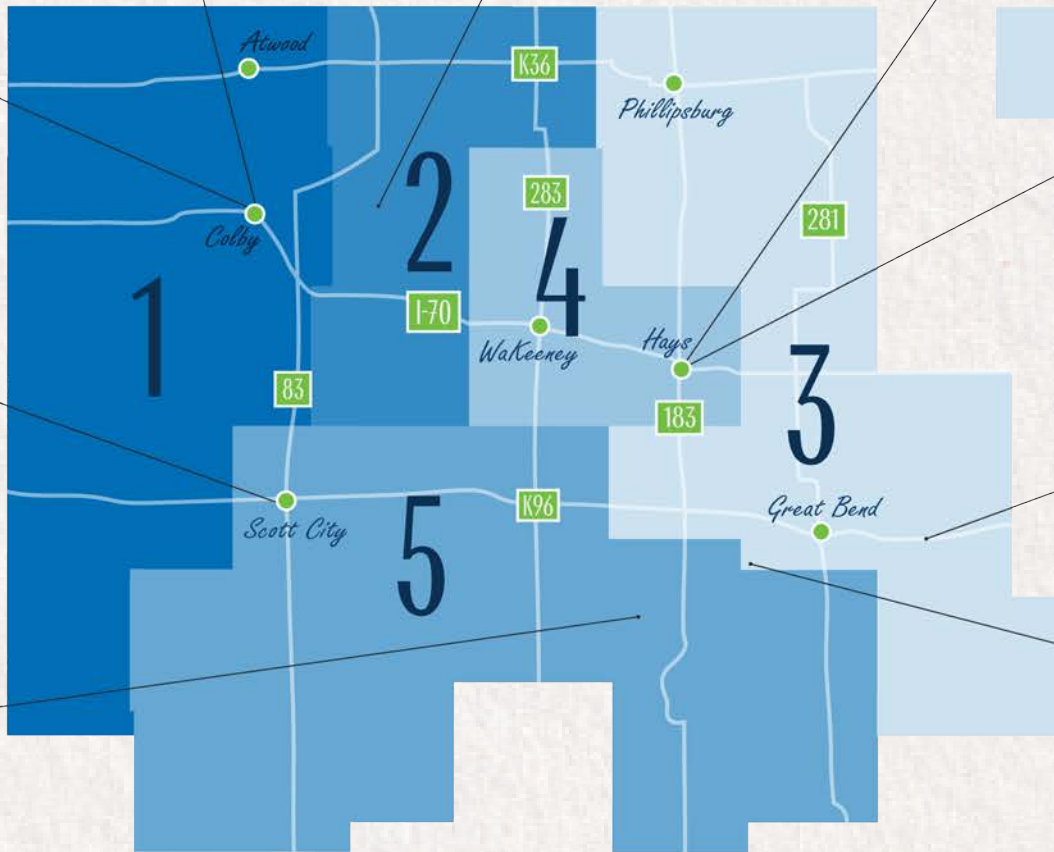 Atwood
K36
Phillipsburg
2
283
281
Colby
4
1
I-70
WaKeeney
Hays
3
83
183
Scott City
K96
Great Bend
5